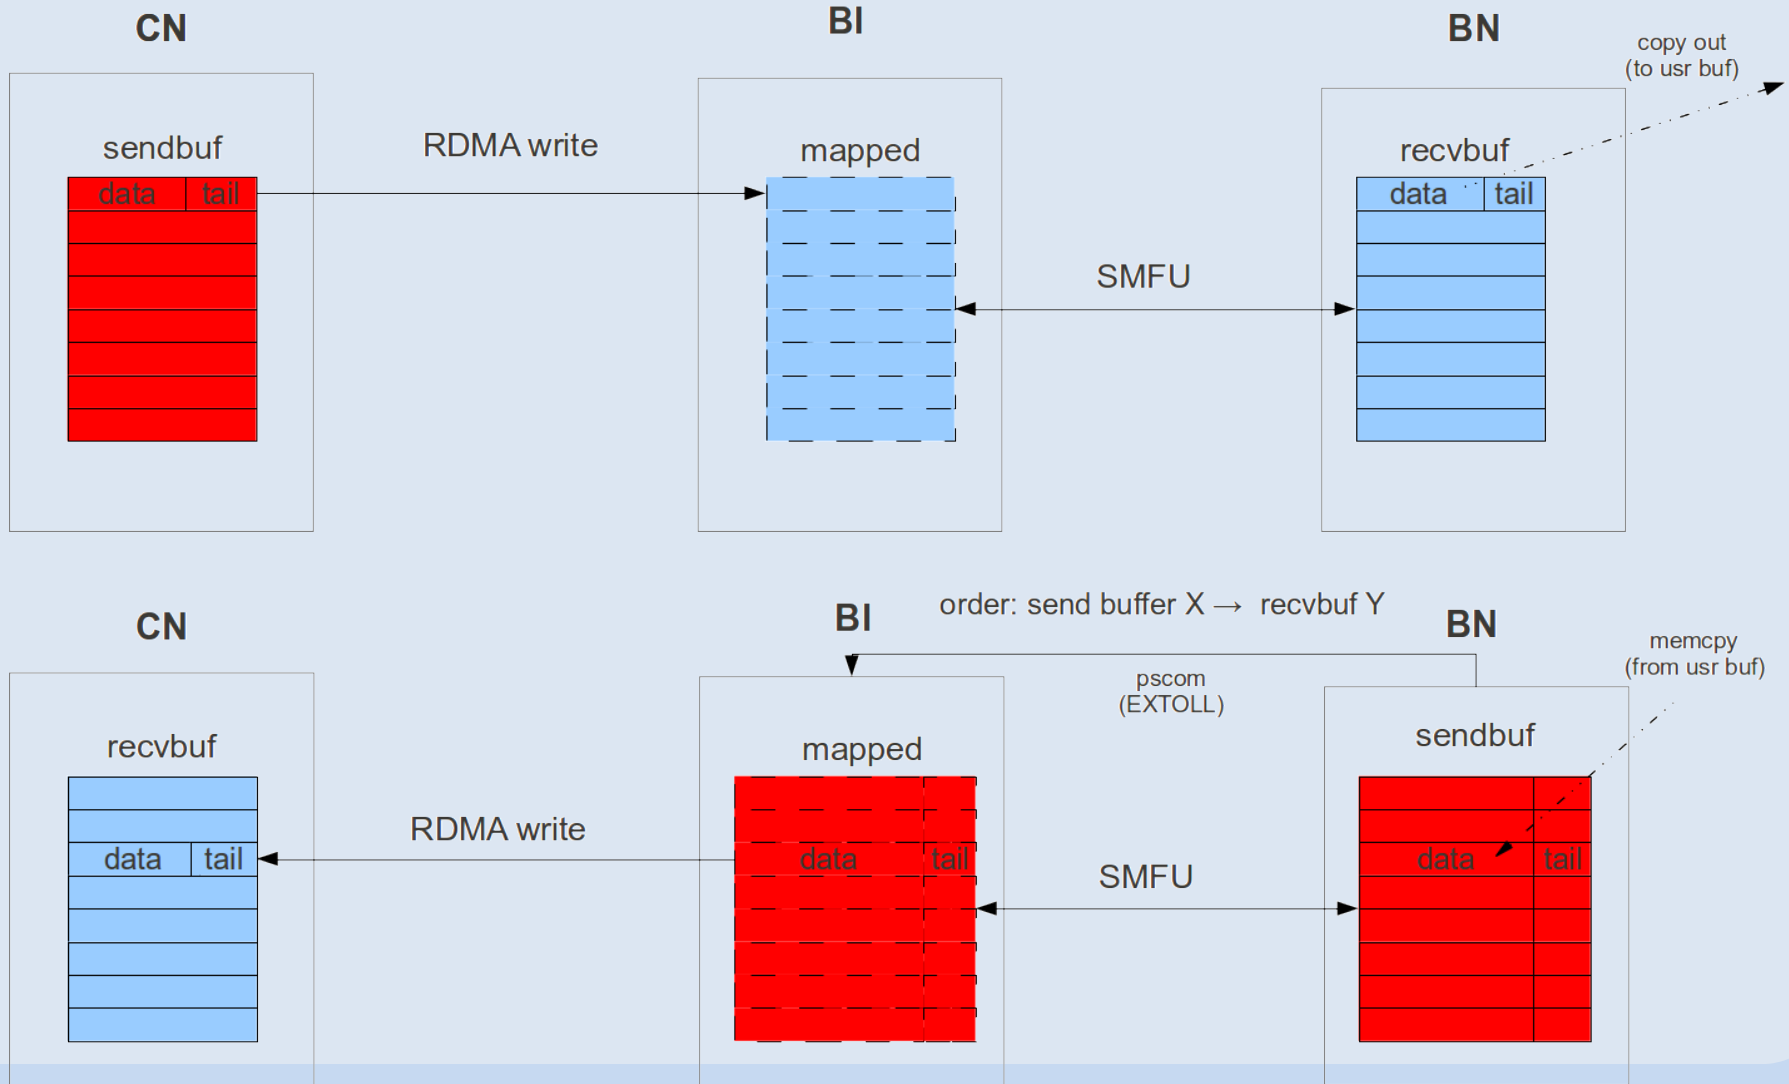 CN
BI
BN
copy out
(to usr buf)
sendbuf
RDMA write
mapped
recvbuf
data tail
data tail
SMFU
order: send buffer X → recvbuf Y
CN
BI
BN
memcpy
(from usr buf)
pscom
(EXTOLL)
recvbuf
mapped
sendbuf
RDMA write
data tail
data tail
data tail
SMFU